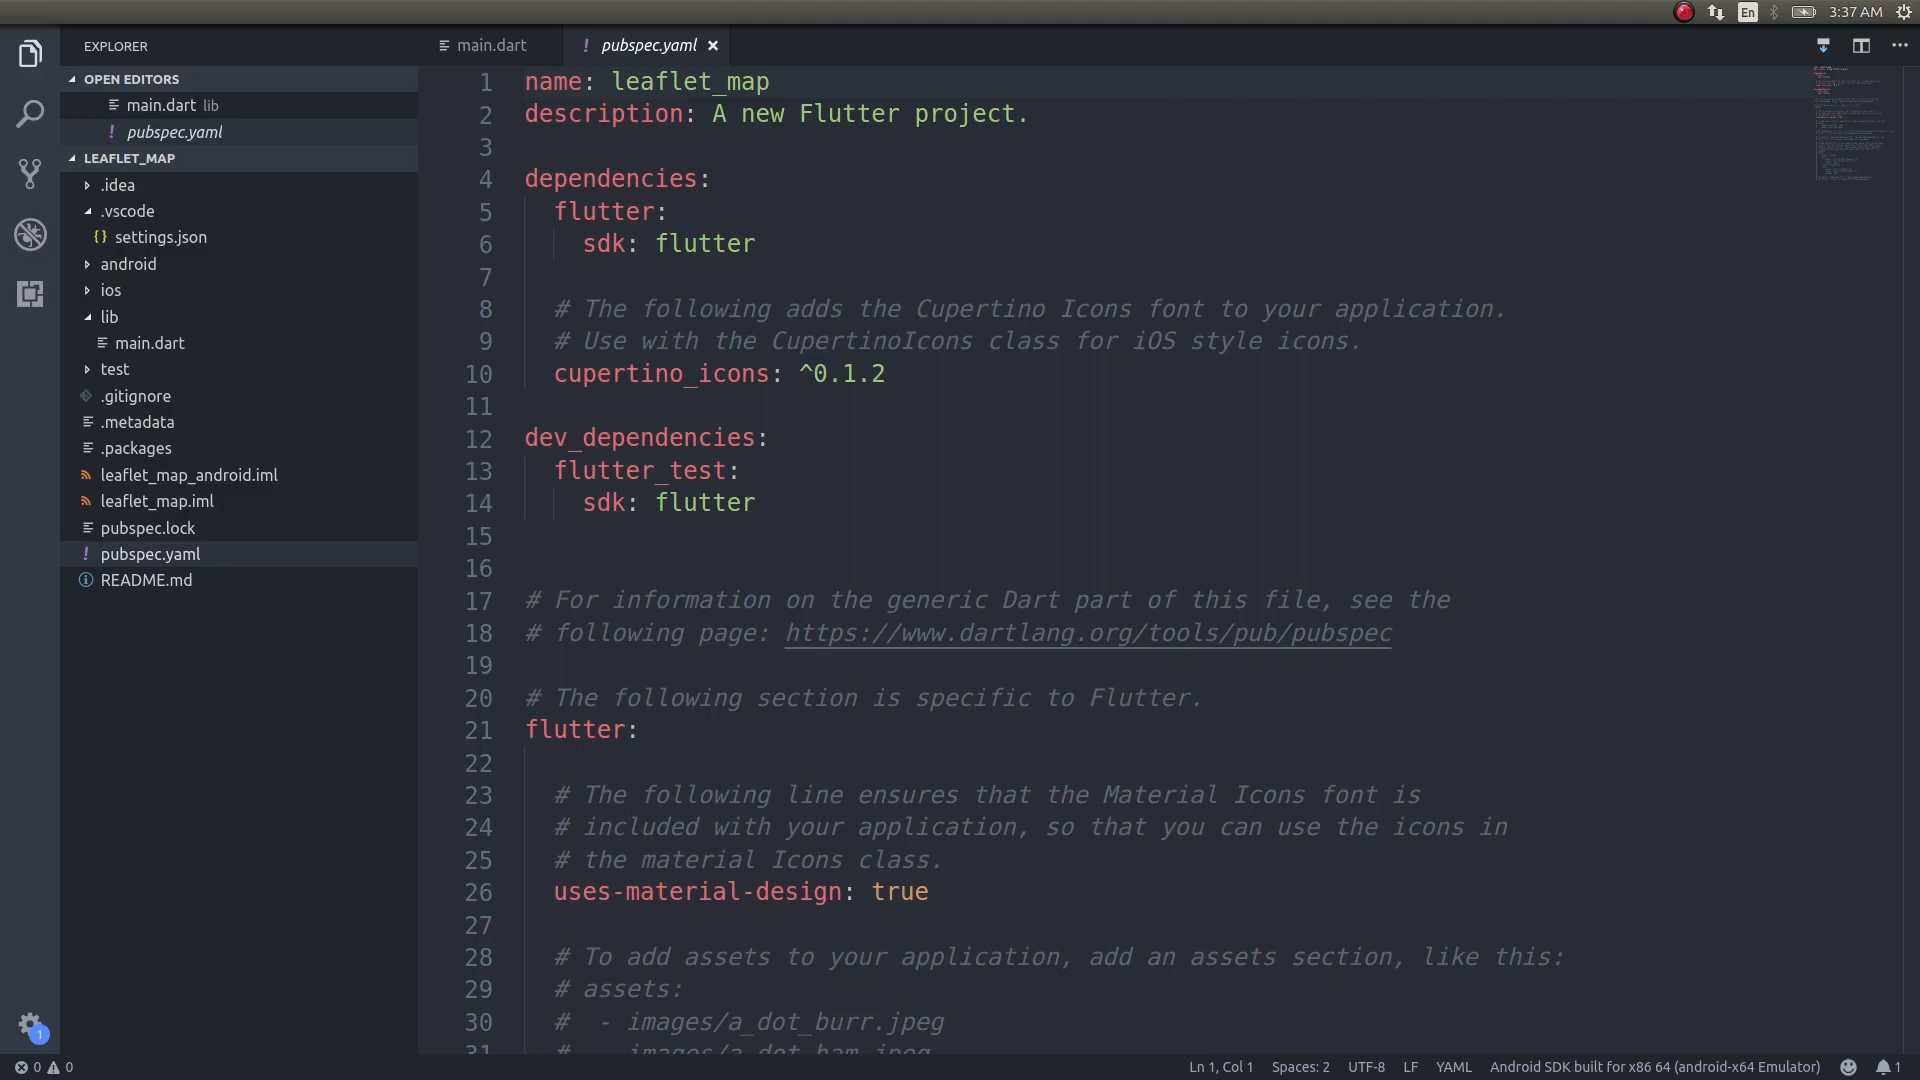 En 3:37 AM
EXPLORER
OPEN EDITORS
main.dart lib
! pubspec.yaml
LEAFLET_MAP
.idea
.vscode
{} settings.json
android
ios
lib
main.dart
test
.gitignore
.metadata
.packages
leaflet_map_android.iml
leaflet_map.iml
pubspec.lock
! pubspec.yaml
README.md
1
main.dart ! pubspec.yaml ×
1 name: leaflet_map
2 description: A new Flutter project.
3
4 dependencies:
5 flutter:
6 sdk: flutter
7
8 # The following adds the Cupertino Icons font to your application.
9 # Use with the CupertinoIcons class for iOS style icons.
10 cupertino_icons: ^0.1.2
11
12 dev_dependencies:
13 flutter_test:
14 sdk: flutter
15
16
17 # For information on the generic Dart part of this file, see the
18 # following page: https://www.dartlang.org/tools/pub/pubspec
19
20 # The following section is specific to Flutter.
21 flutter:
22
23 # The following line ensures that the Material Icons font is
24 # included with your application, so that you can use the icons in
25 # the material Icons class.
26 uses-material-design: true
27
28 # To add assets to your application, add an assets section, like this:
29 # assets:
30 # - images/a_dot_burr.jpeg
31 # - images/a_dot_ham.jpeg
0 0 Ln 1, Col 1 Spaces: 2 UTF-8 LF YAML Android SDK built for x86 64 (android-x64 Emulator) 1